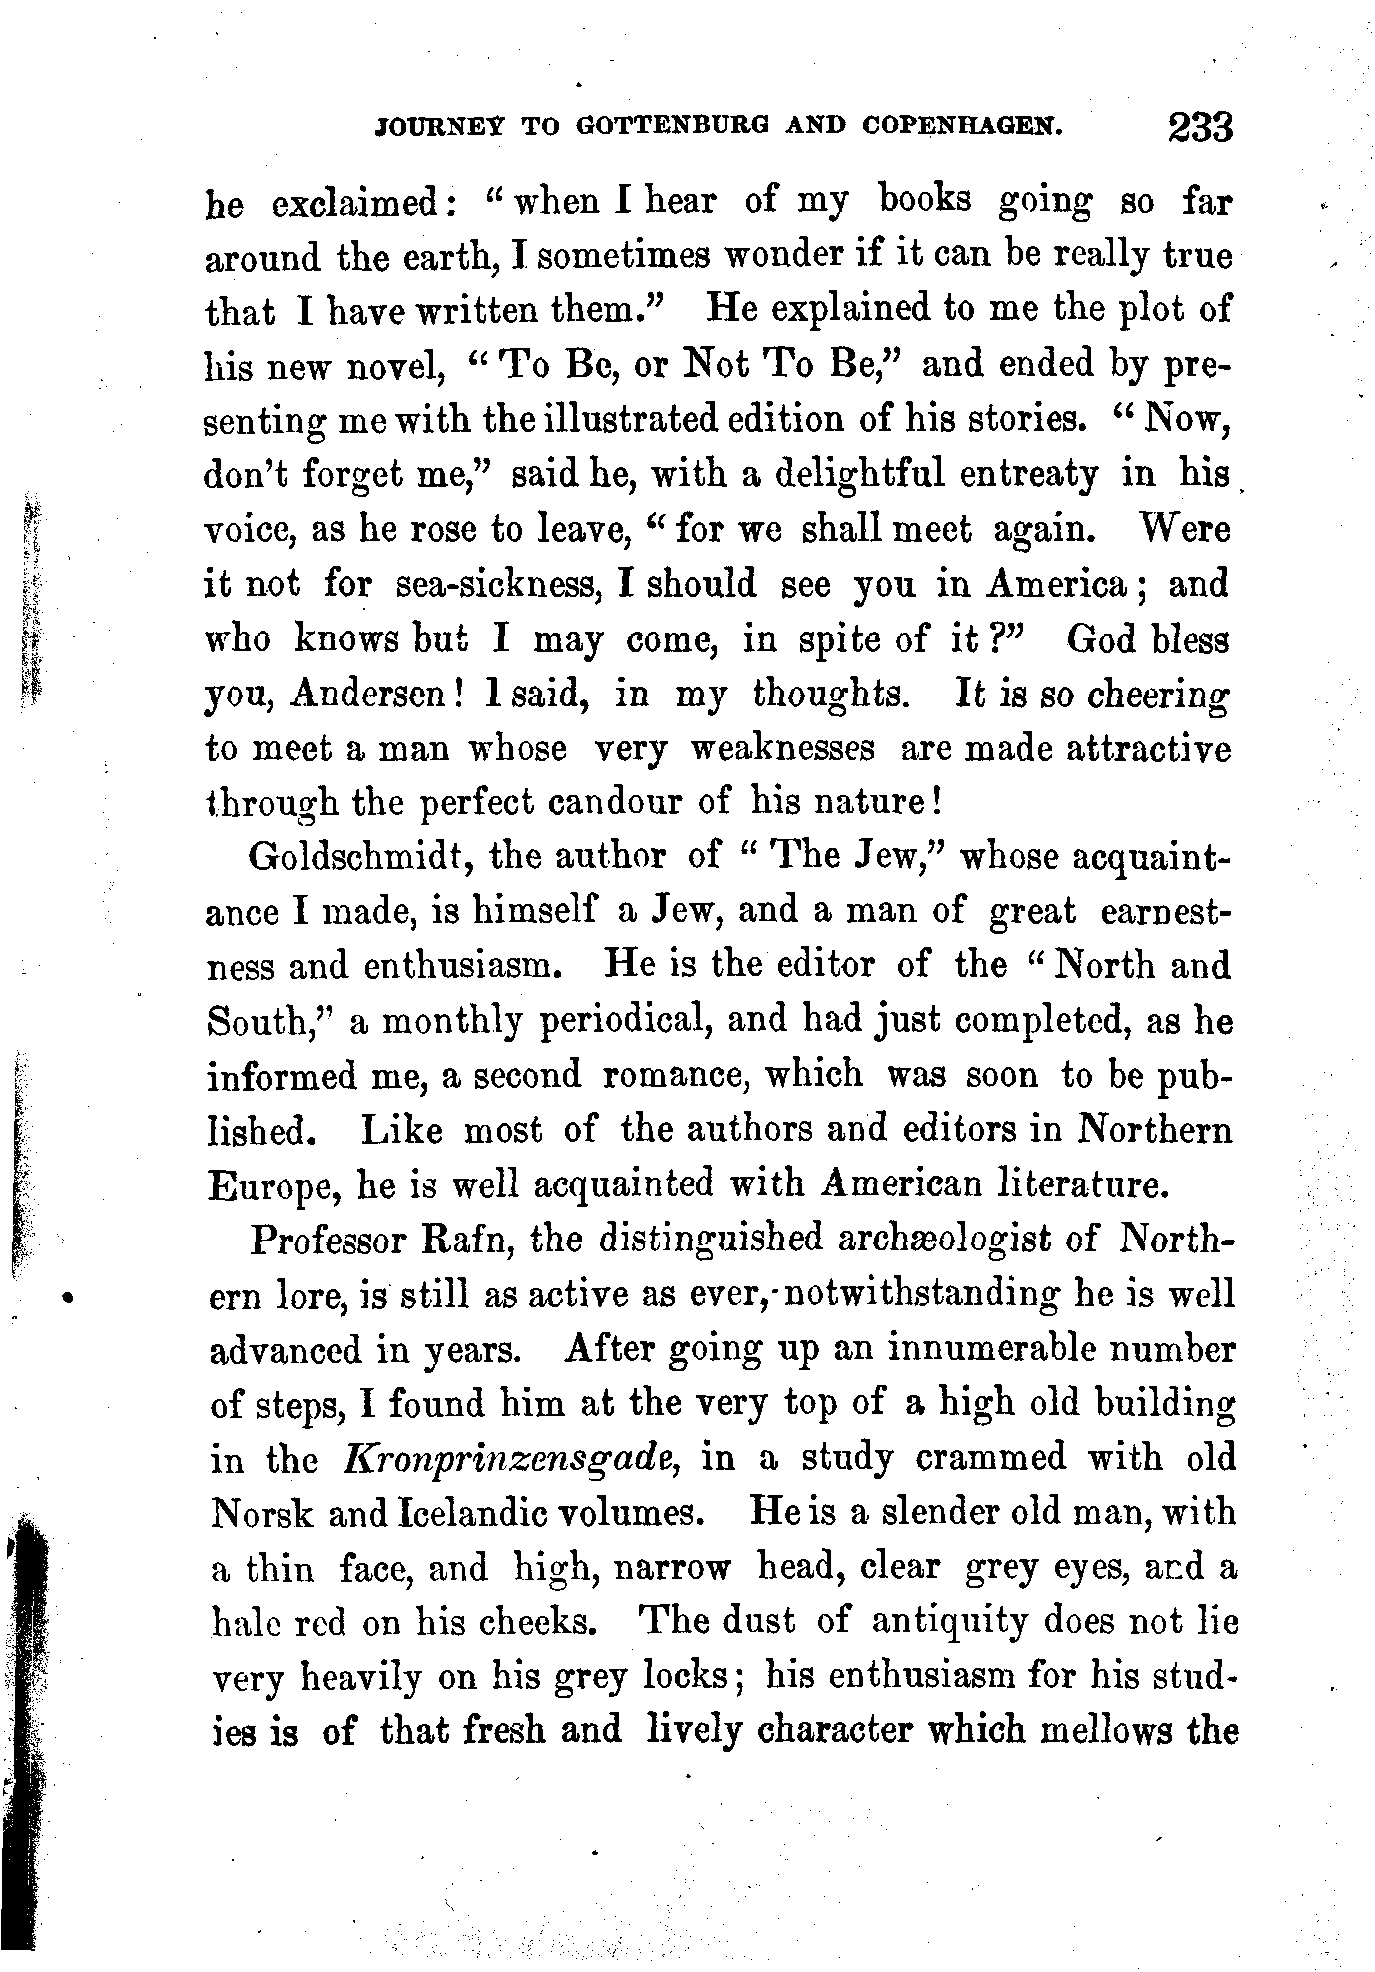 JOURNEY TO GOTTENBURG AND COPENHAGEN. 233
he exclaimed: “when I hear of my books going so far
around the earth, I sometimes wonder if it can be really true
that I have written them.” He explained to me the plot of
his new novel, “To Be, or Not To Be,” and ended by pre-
senting me with the illustrated edition of his stories. “Now,
don't forget me,” said he, with a delightful entreaty in his
voice, as he rose to leave, “for we shall meet again. Were
it not for sea-sickness, I should see you in America; and
who knows but I may come, in spite of it?” God bless
you, Andersen! I said, in my thoughts. It is so cheering
to meet a man whose very weaknesses are made attractive
through the perfect candour of his nature!
Goldschmidt, the author of “The Jew,” whose acquaint-
ance I made, is himself a Jew, and a man of great earnest-
ness and enthusiasm. He is the editor of the “North and
South,” a monthly periodical, and had just completed, as he
informed me, a second romance, which was soon to be pub-
lished. Like most of the authors and editors in Northern
Europe, he is well acquainted with American literature.
Professor Rafn, the distinguished archæologist of North-
ern lore, is still as active as ever, notwithstanding he is well
advanced in years. After going up an innumerable number
of steps, I found him at the very top of a high old building
in the Kronprinzensgade, in a study crammed with old
Norsk and Icelandic volumes. He is a slender old man, with
a thin face, and high, narrow head, clear grey eyes, and a
hale red on his cheeks. The dust of antiquity does not lie
very heavily on his grey locks; his enthusiasm for his stud-
ies is of that fresh and lively character which mellows the